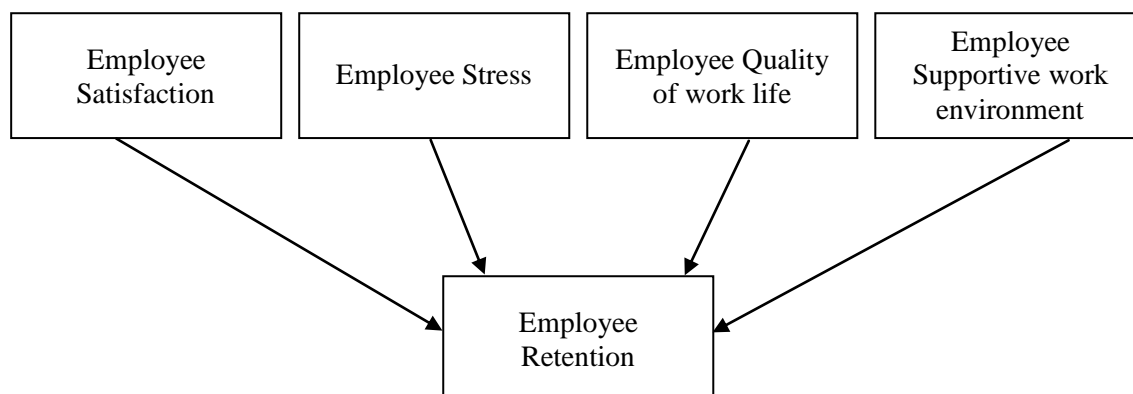 Employee
Satisfaction
Employee Stress
Employee Quality
of work life
Employee
Supportive work
environment
Employee
Retention